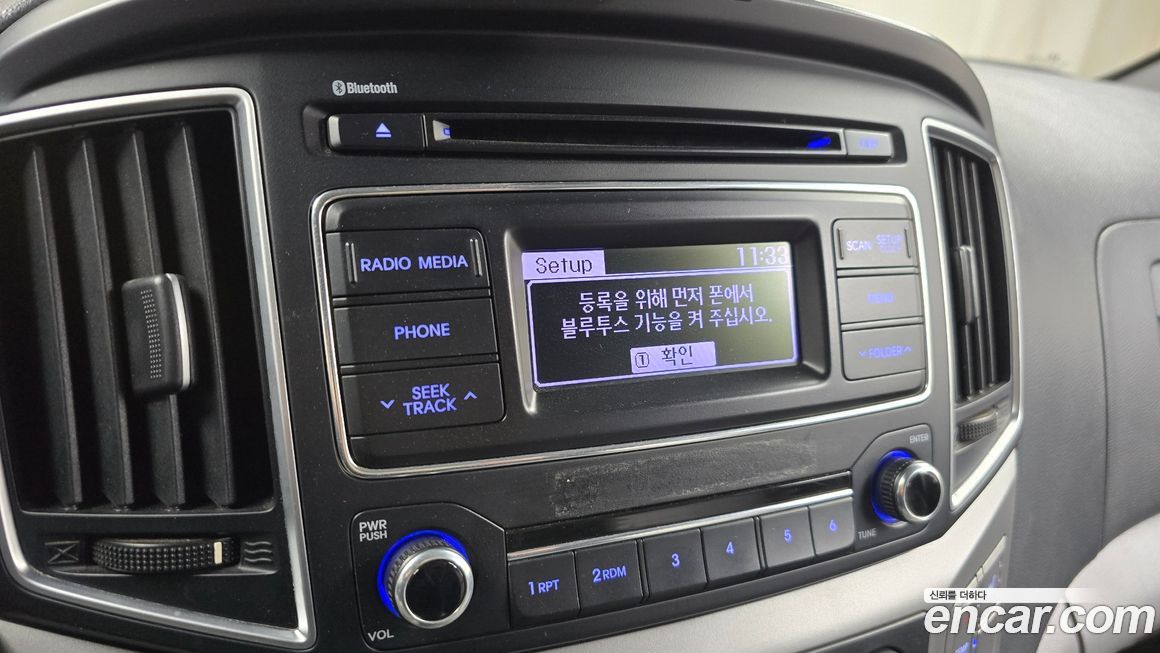 Bluetooth
RADIO MEDIA
PHONE
SEEK
TRACK
Setup 11:33
등록을 위해 먼저 폰에서
블루투스 기능을 켜 주십시오.
1 확인
SCAN SETUP
MENU
FOLDER
PWR
PUSH
VOL
1 RPT
2 RDM
3
4
5
6
ENTER
TUNE
신뢰를 더하다
encar.com
TEMP